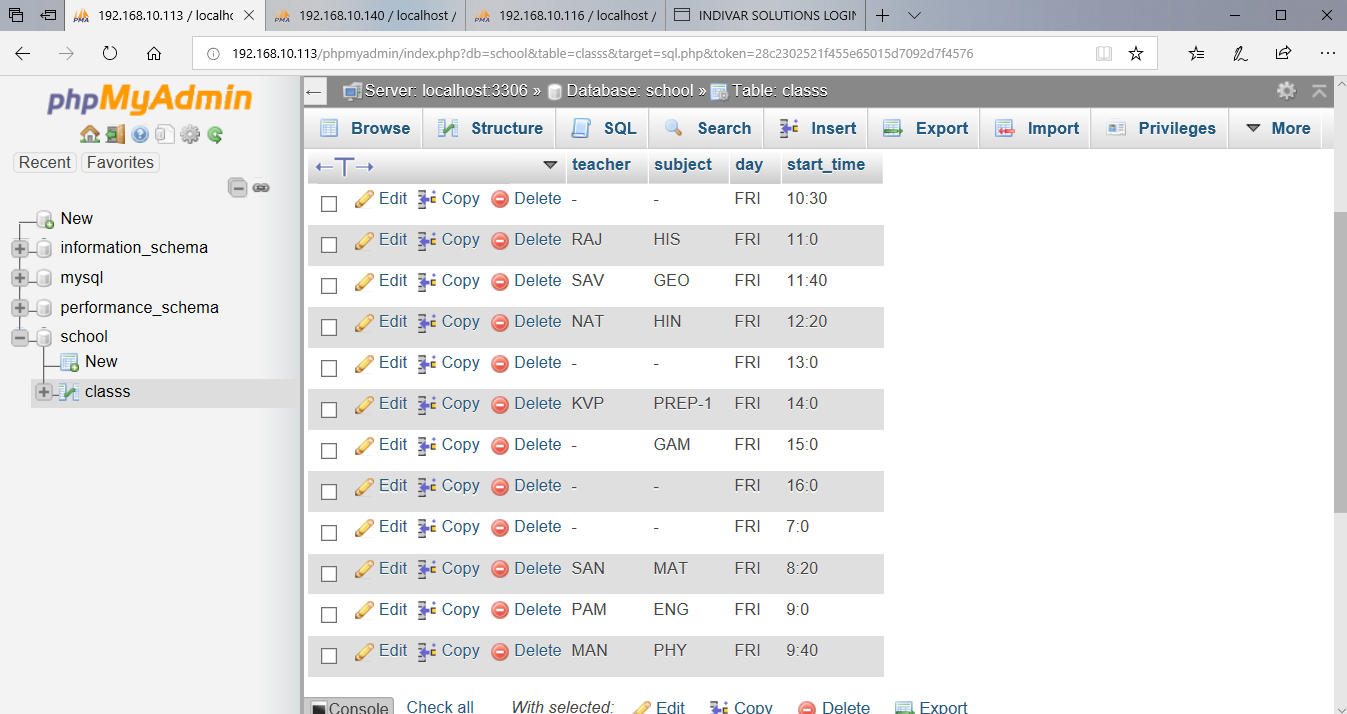 192.168.10.113 / localhc
192.168.10.140 / localhost /
192.168.10.116 / localhost /
INDIVAR SOLUTIONS LOGIN
192.168.10.113/phpmyadmin/index.php?db=school&table=classs&target=sql.php&token=28c2302521f455e65015d7092d7f4576
phpMyAdmin
Recent Favorites
New
information_schema
mysql
performance_schema
school
New
classs
Server: localhost:3306 » Database: school » Table: classs
Browse Structure SQL Search Insert Export Import Privileges More
teacher subject day start_time
Edit Copy Delete - - FRI 10:30
Edit Copy Delete RAJ HIS FRI 11:0
Edit Copy Delete SAV GEO FRI 11:40
Edit Copy Delete NAT HIN FRI 12:20
Edit Copy Delete - - FRI 13:0
Edit Copy Delete KVP PREP-1 FRI 14:0
Edit Copy Delete - GAM FRI 15:0
Edit Copy Delete - - FRI 16:0
Edit Copy Delete - - FRI 7:0
Edit Copy Delete SAN MAT FRI 8:20
Edit Copy Delete PAM ENG FRI 9:0
Edit Copy Delete MAN PHY FRI 9:40
Console Check all With selected: Edit Copy Delete Export